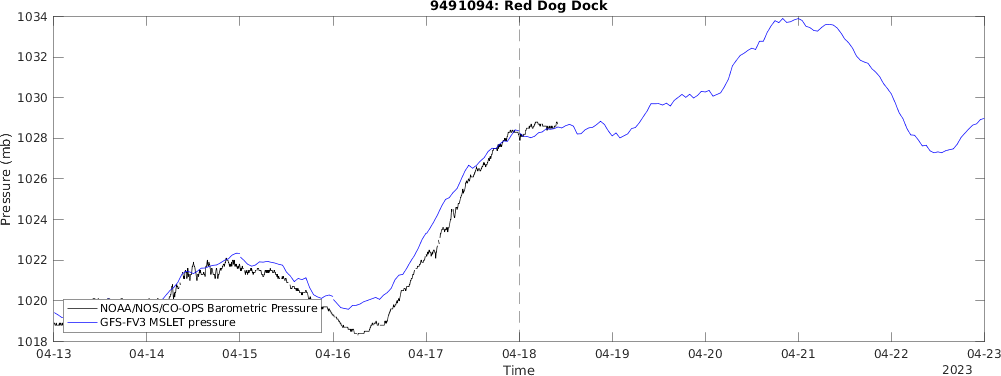 9491094: Red Dog Dock
1034
1032
1030
1028
1026
1024
1022
1020
1018
Pressure (mb)
NOAA/NOS/CO-OPS Barometric Pressure
GFS-FV3 MSLET pressure
04-13 04-14 04-15 04-16 04-17 04-18 04-19 04-20 04-21 04-22 04-23
Time
2023